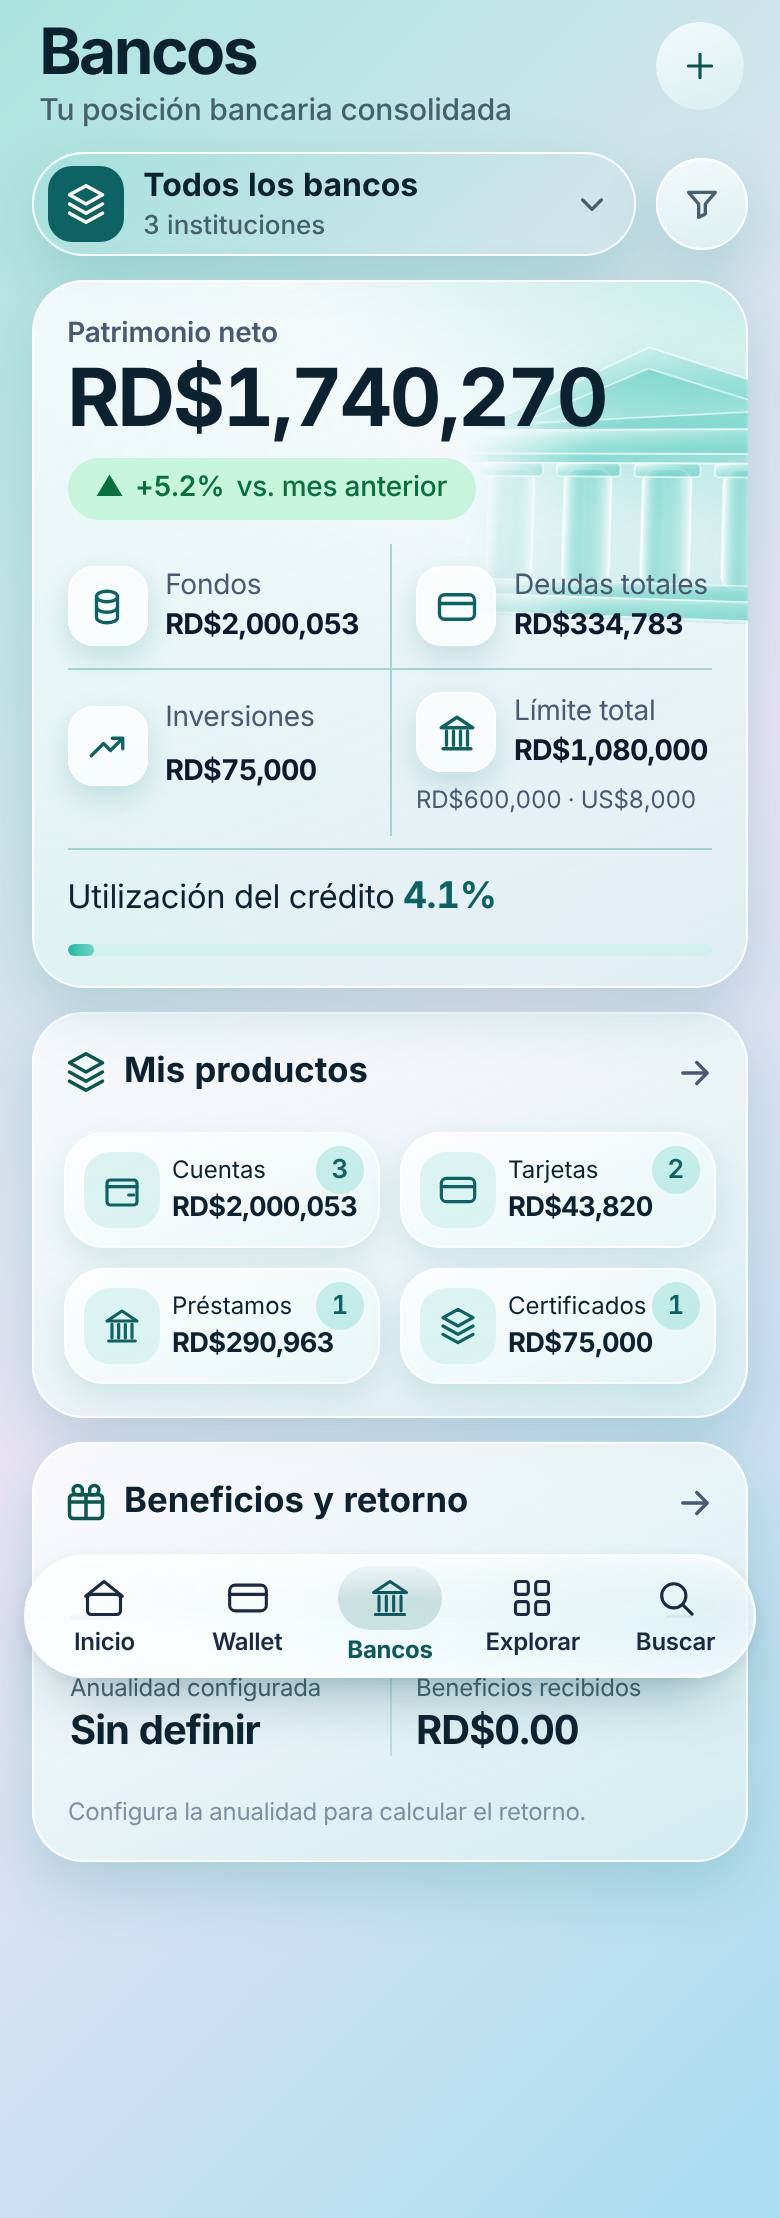 Bancos
Tu posición bancaria consolidada
Todos los bancos
3 instituciones
Patrimonio neto
RD$1,740,270
▲ +5.2% vs. mes anterior
Fondos
RD$2,000,053
Deudas totales
RD$334,783
Inversiones
RD$75,000
Límite total
RD$1,080,000
RD$600,000 · US$8,000
Utilización del crédito 4.1%
Mis productos
Cuentas 3
RD$2,000,053
Tarjetas 2
RD$43,820
Préstamos 1
RD$290,963
Certificados 1
RD$75,000
Beneficios y retorno
Inicio
Wallet
Bancos
Explorar
Buscar
Anualidad configurada
Sin definir
Beneficios recibidos
RD$0.00
Configura la anualidad para calcular el retorno.